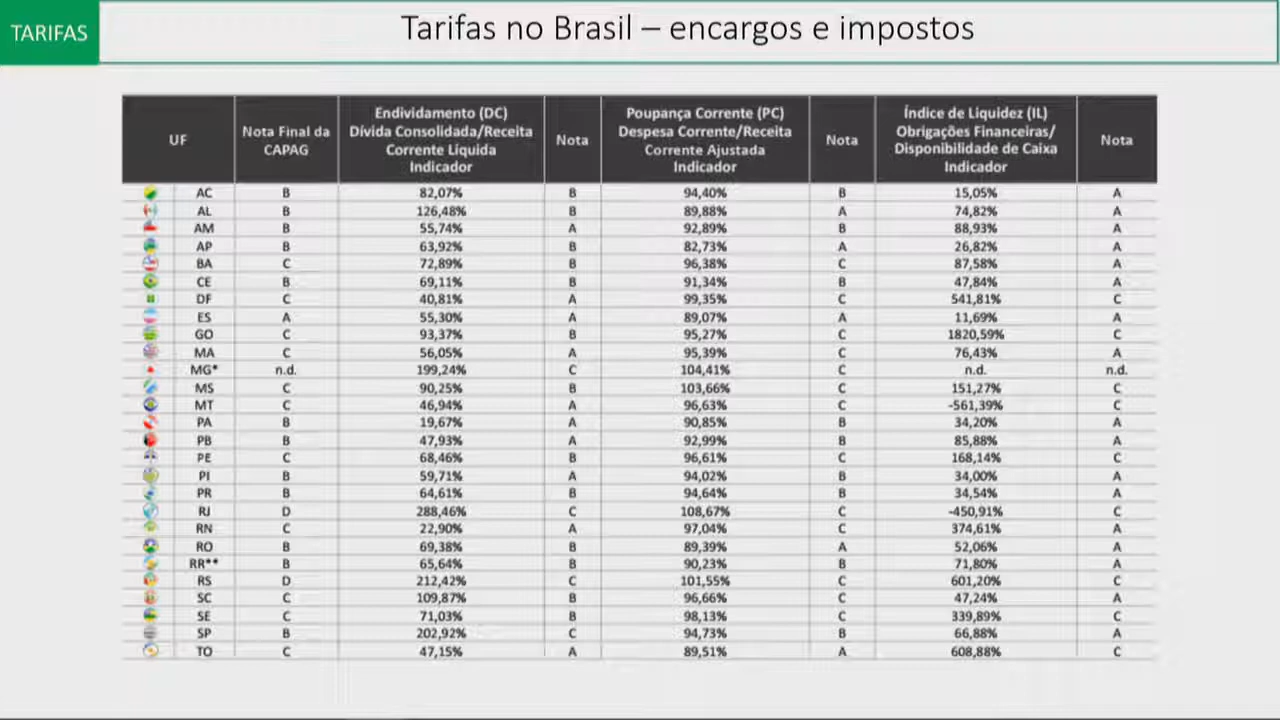 TARIFAS
Tarifas no Brasil – encargos e impostos
UF
Nota Final da
CAPAG
Endividamento (DC)
Dívida Consolidada/Receita
Corrente Líquida
Indicador
Nota
Poupança Corrente (PC)
Despesa Corrente/Receita
Corrente Ajustada
Indicador
Nota
Índice de Liquidez (IL)
Obrigações Financeiras/
Disponibilidade de Caixa
Indicador
Nota
AC B 82,07% B 94,40% B 15,05% A
AL B 126,48% B 89,88% A 74,82% A
AM B 55,74% A 92,89% B 88,93% A
AP B 63,92% B 82,73% A 26,82% A
BA C 72,89% B 96,38% C 87,58% A
CE B 69,11% B 91,34% B 47,84% A
DF C 40,81% A 99,35% C 541,81% C
ES A 55,30% A 89,07% A 11,69% A
GO C 93,37% B 95,27% C 1820,59% C
MA C 56,05% A 95,39% C 76,43% A
MG* n.d. 199,24% C 104,41% C n.d. n.d.
MS C 90,25% B 103,66% C 151,27% C
MT C 46,94% A 96,63% C -561,39% C
PA B 19,67% A 90,85% B 34,20% A
PB B 47,93% A 92,99% B 85,88% A
PE C 68,46% B 96,61% C 168,14% C
PI B 59,71% A 94,02% B 34,00% A
PR B 64,61% B 94,64% B 34,54% A
RJ D 288,46% C 108,67% C -450,91% C
RN C 22,90% A 97,04% C 374,61% A
RO B 69,38% B 89,39% A 52,06% A
RR** B 65,64% B 90,23% B 71,80% A
RS D 212,42% C 101,55% C 601,20% C
SC C 109,87% B 96,66% C 47,24% A
SE C 71,03% B 98,13% C 339,89% C
SP B 202,92% C 94,73% B 66,88% A
TO C 47,15% A 89,51% A 608,88% C